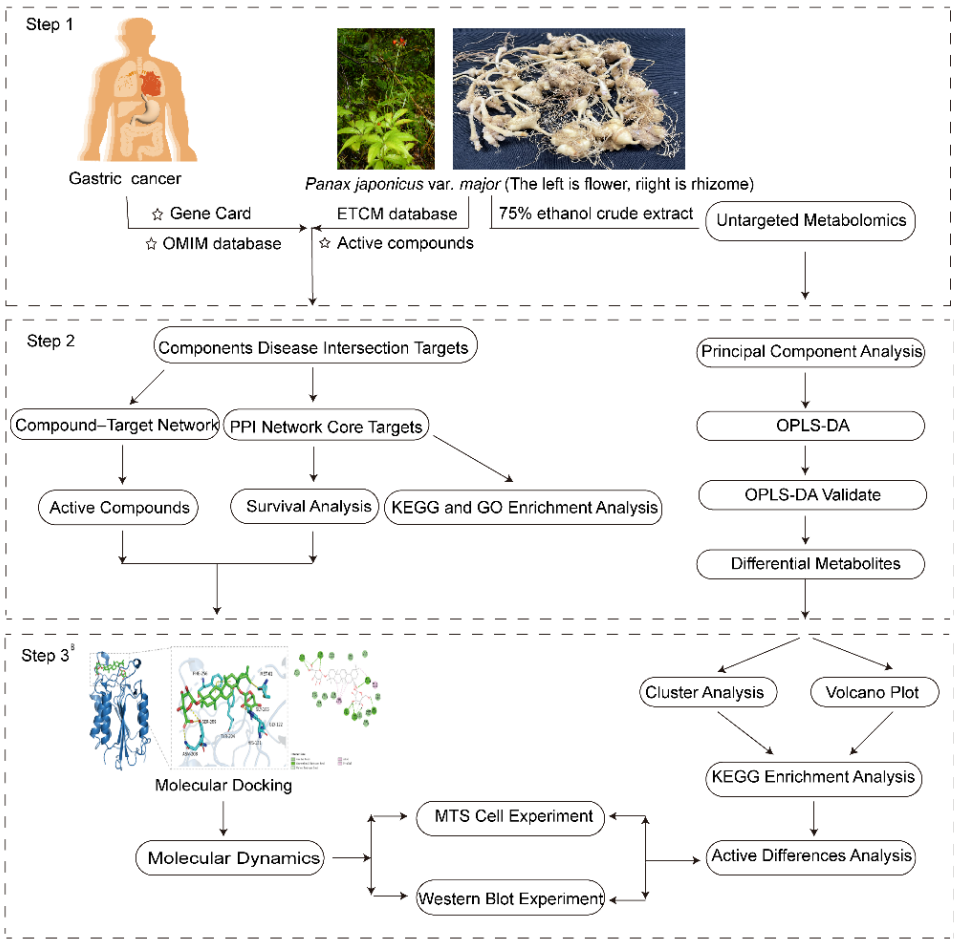 Step 1
Gastric cancer
Panax japonicus var. major (The left is flower, riight is rhizome)
☆ Gene Card
ETCM database
75% ethanol crude extract
Untargeted Metabolomics
☆ OMIM database
☆ Active compounds
Step 2
Components Disease Intersection Targets
Principal Component Analysis
Compound–Target Network
PPI Network Core Targets
OPLS-DA
Active Compounds
Survival Analysis
KEGG and GO Enrichment Analysis
OPLS-DA Validate
Differential Metabolites
Step 3
Cluster Analysis
Volcano Plot
Molecular Docking
KEGG Enrichment Analysis
MTS Cell Experiment
Molecular Dynamics
Active Differences Analysis
Western Blot Experiment